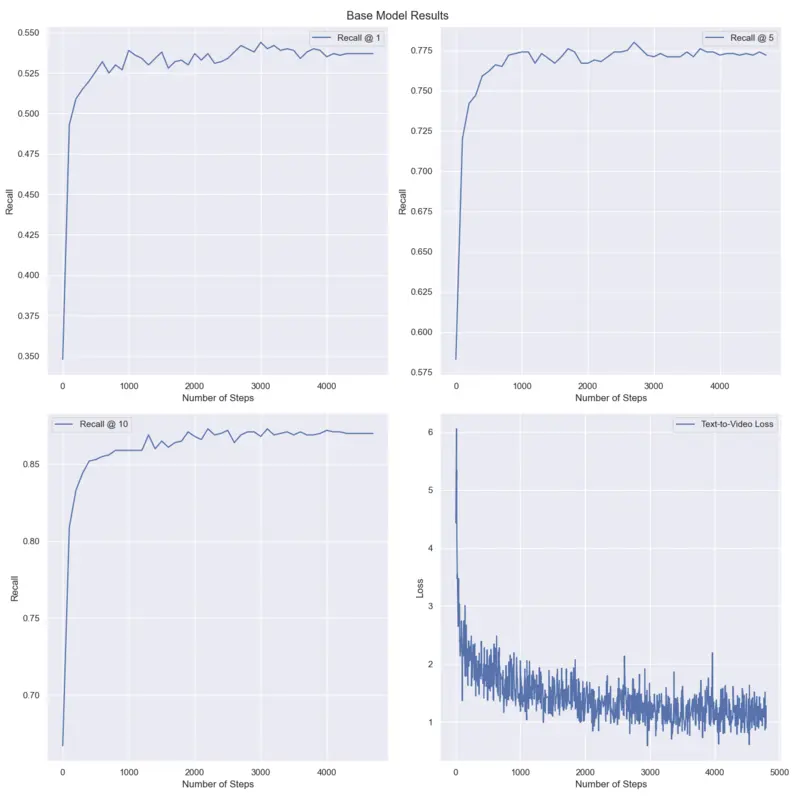 Base Model Results
0.550
0.525
0.500
0.475
0.450
0.425
0.400
0.375
0.350
Recall
Recall @ 1
0 1000 2000 3000 4000
Number of Steps
0.775
0.750
0.725
0.700
0.675
0.650
0.625
0.600
0.575
Recall
Recall @ 5
0 1000 2000 3000 4000
Number of Steps
0.85
0.80
0.75
0.70
Recall
Recall @ 10
0 1000 2000 3000 4000
Number of Steps
6
5
4
3
2
1
Loss
Text-to-Video Loss
0 1000 2000 3000 4000 5000
Number of Steps